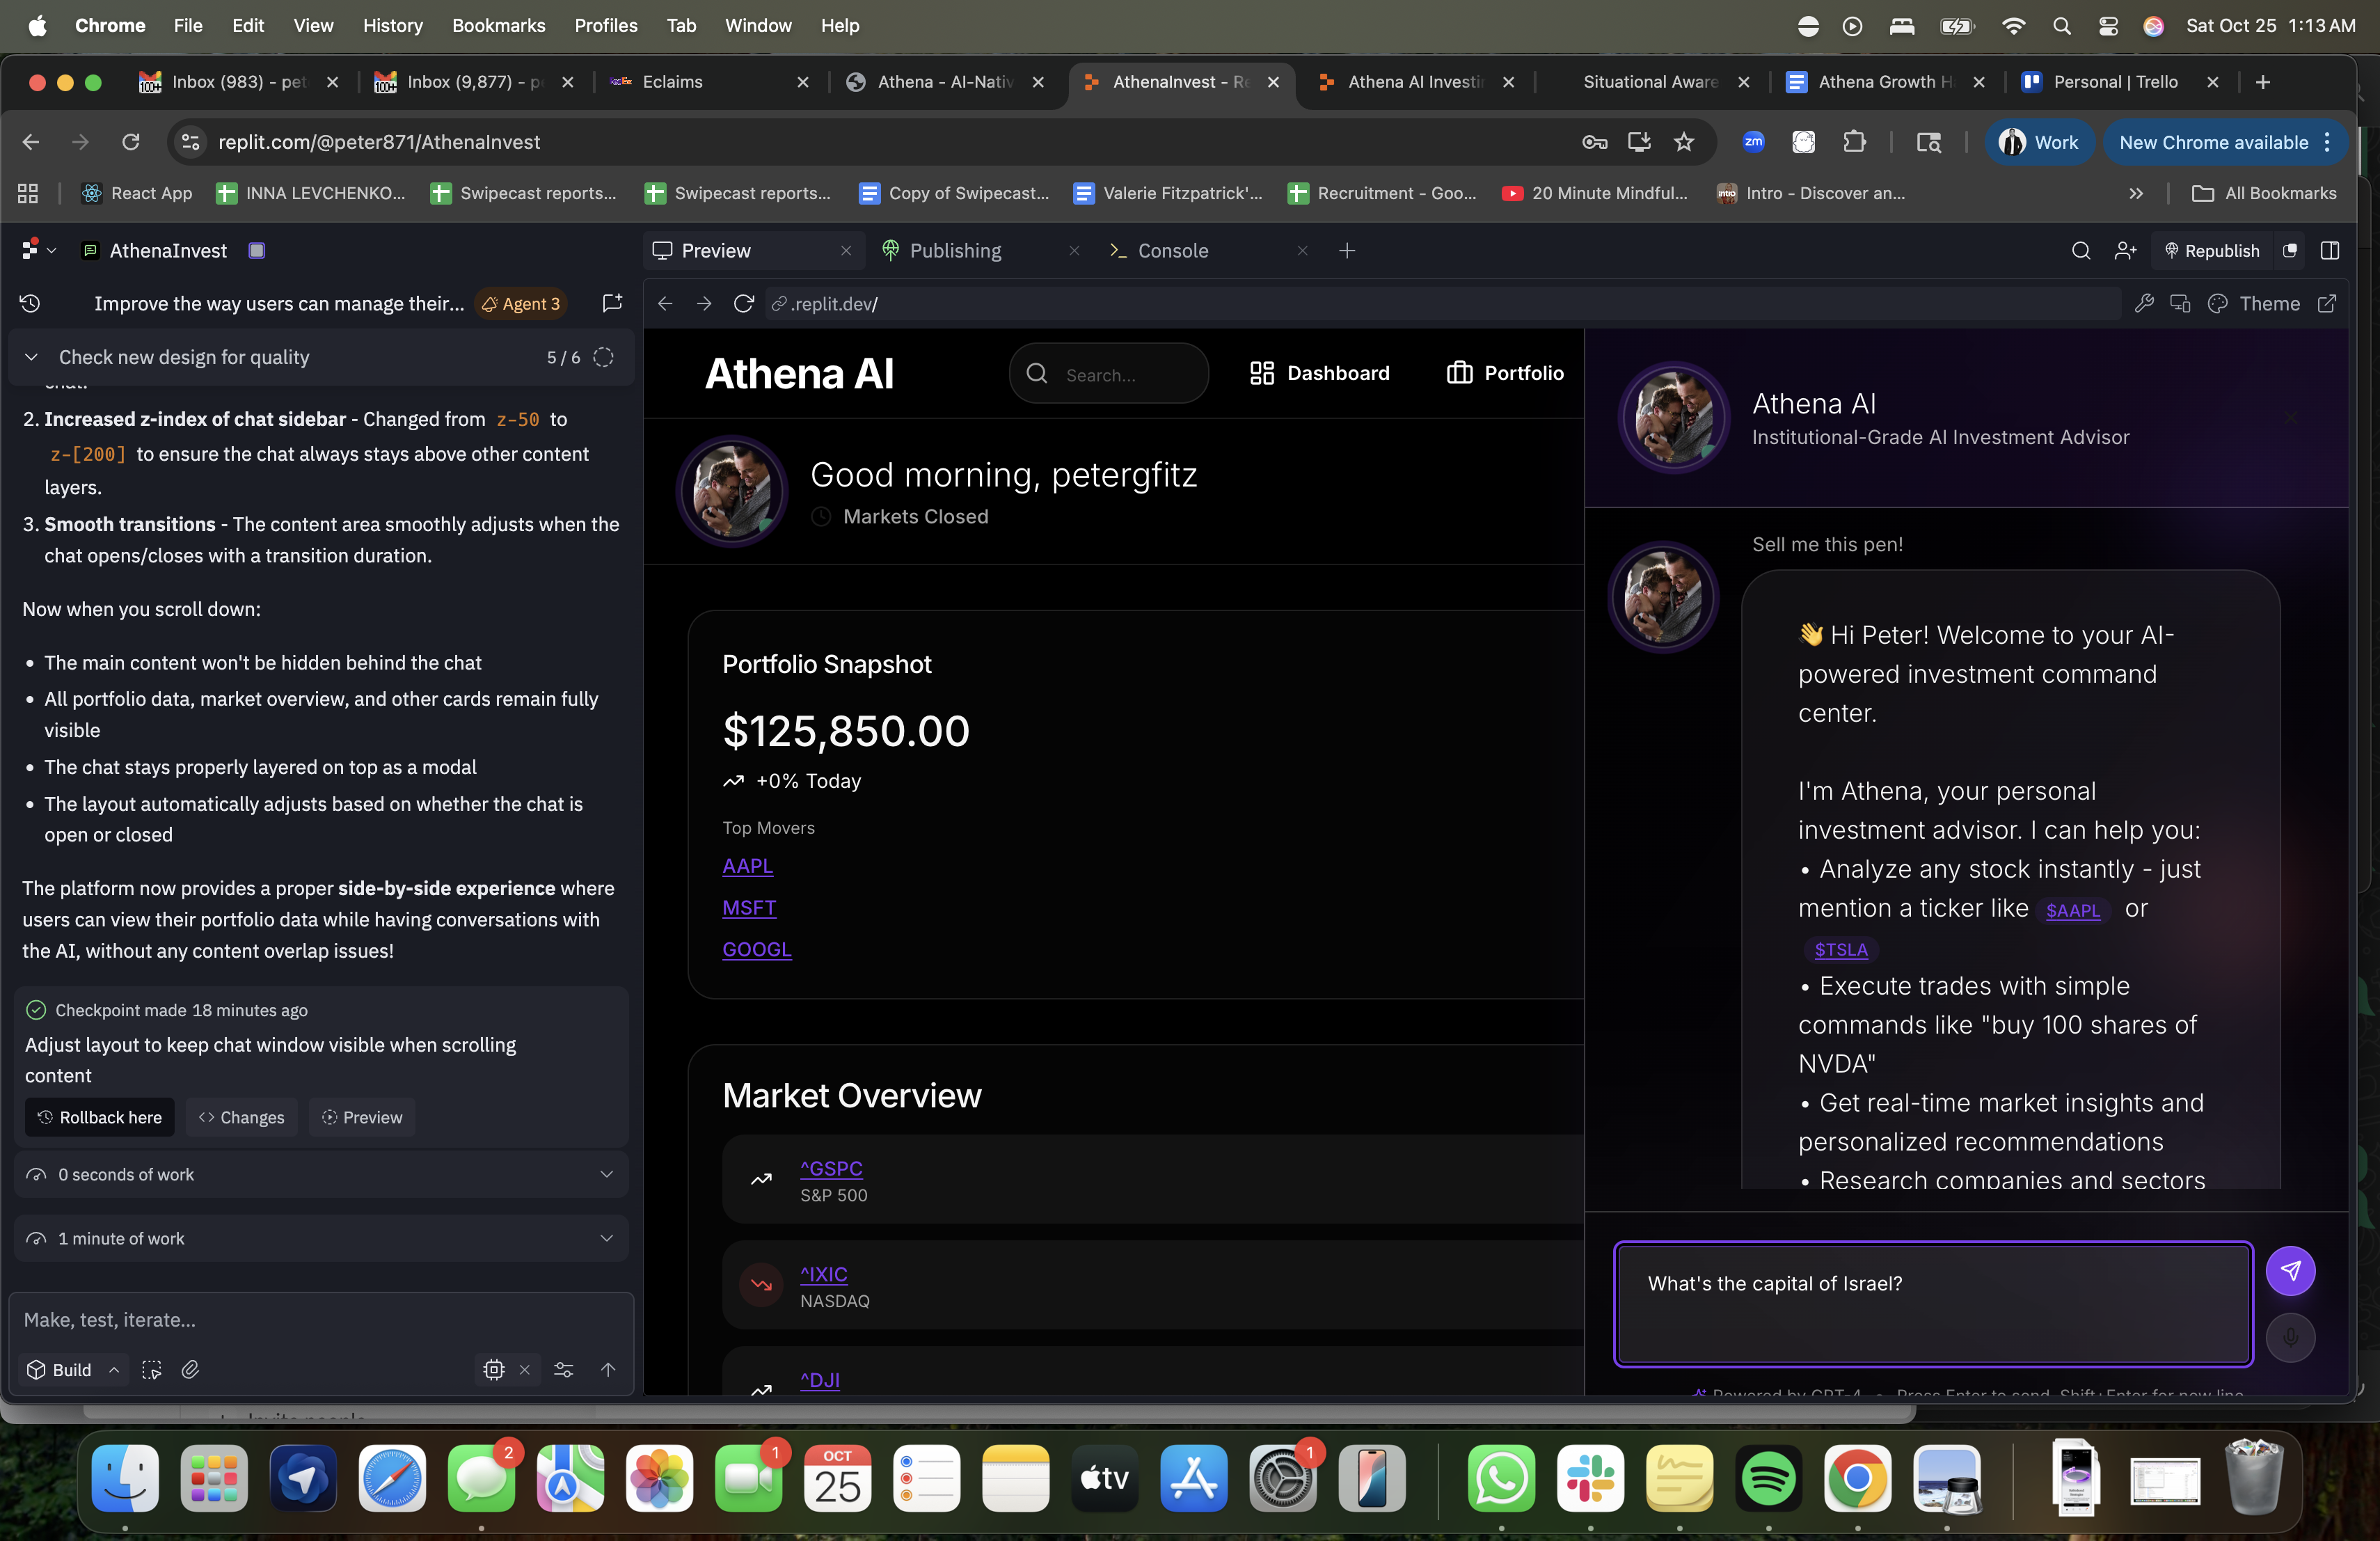 Chrome File Edit View History Bookmarks Profiles Tab Window Help
Sat Oct 25 1:13 AM
Inbox (983) - pet
Inbox (9,877) - p
Eclaims
Athena - AI-Nativ
AthenaInvest - Re
Athena AI Investin
Situational Aware
Athena Growth H
Personal | Trello
replit.com/@peter871/AthenaInvest
zm
Work
New Chrome available
React App
INNA LEVCHENKO...
Swipecast reports...
Swipecast reports...
Copy of Swipecast...
Valerie Fitzpatrick'...
Recruitment - Goo...
20 Minute Mindful...
Intro - Discover an...
All Bookmarks
AthenaInvest
Preview
Publishing
Console
Republish
Improve the way users can manage their...
Agent 3
.replit.dev/
Theme
Check new design for quality
5 / 6
chat.
2. Increased z-index of chat sidebar - Changed from z-50 to
z-[200] to ensure the chat always stays above other content
layers.
3. Smooth transitions - The content area smoothly adjusts when the
chat opens/closes with a transition duration.
Now when you scroll down:
• The main content won't be hidden behind the chat
• All portfolio data, market overview, and other cards remain fully
visible
• The chat stays properly layered on top as a modal
• The layout automatically adjusts based on whether the chat is
open or closed
The platform now provides a proper side-by-side experience where
users can view their portfolio data while having conversations with
the AI, without any content overlap issues!
Checkpoint made 18 minutes ago
Adjust layout to keep chat window visible when scrolling
content
Rollback here
Changes
Preview
0 seconds of work
1 minute of work
Make, test, iterate...
Build
Athena AI
Search...
Dashboard
Portfolio
Good morning, petergfitz
Markets Closed
Portfolio Snapshot
$125,850.00
+0% Today
Top Movers
AAPL
MSFT
GOOGL
Market Overview
^GSPC
S&P 500
^IXIC
NASDAQ
^DJI
Athena AI
Institutional-Grade AI Investment Advisor
Sell me this pen!
👋 Hi Peter! Welcome to your AI-
powered investment command
center.
I'm Athena, your personal
investment advisor. I can help you:
• Analyze any stock instantly - just
mention a ticker like $AAPL or
$TSLA
• Execute trades with simple
commands like "buy 100 shares of
NVDA"
• Get real-time market insights and
personalized recommendations
• Research companies and sectors
What's the capital of Israel?
Powered by GPT-4 • Press Enter to send, Shift+Enter for new line
Invite people
2
1
OCT
25
tv
1